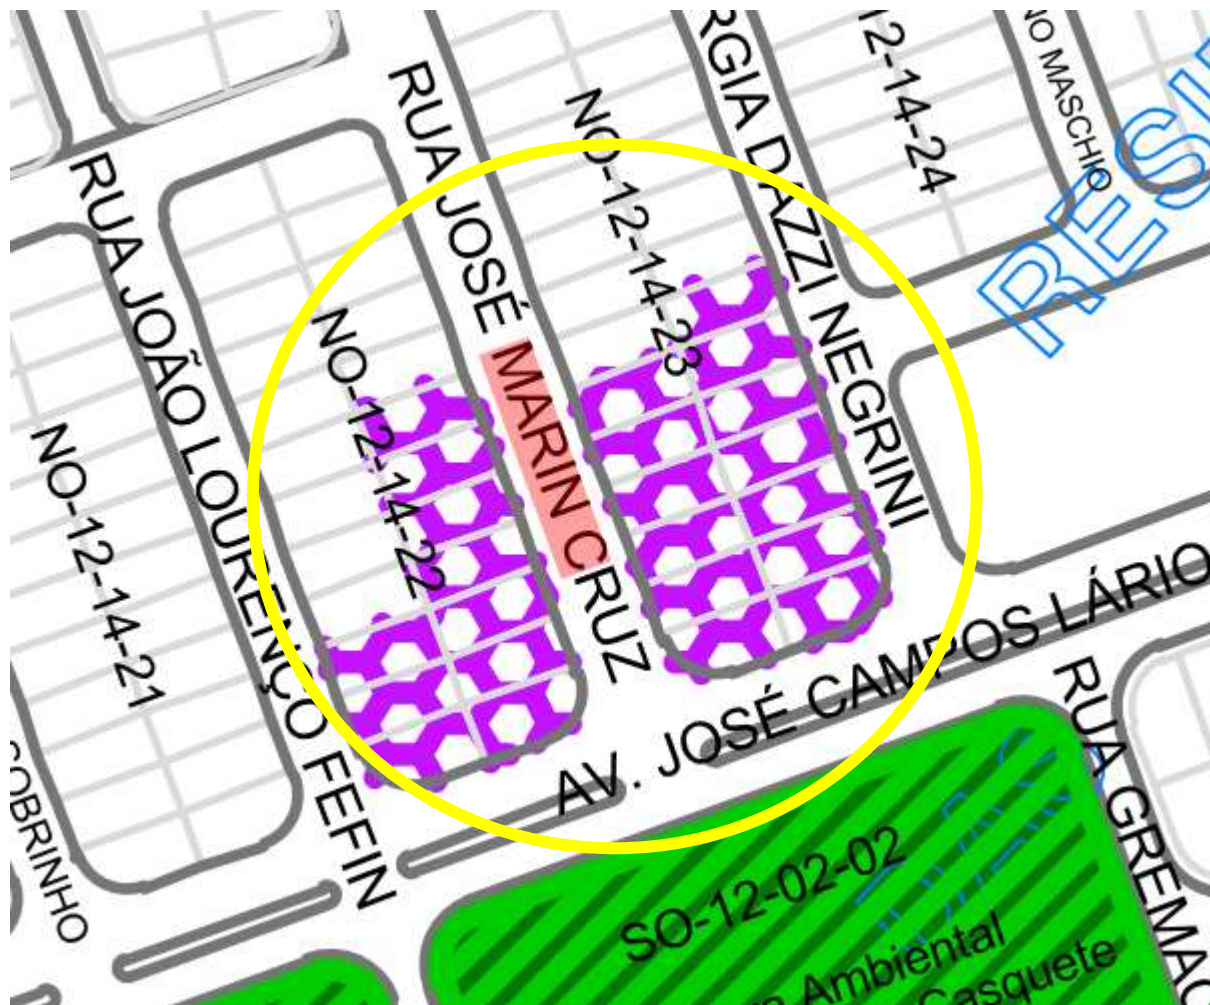 RUA JOSÉ MARIN CRUZ
NO-12-14-23
NEGRINI
12-14-24
NO MASCHIO
RUA JOÃO LOURENÇO FEFIN
NO-12-14-22
NO-12-14-21
RGIA DAZZI
AV. JOSÉ CAMPOS LÁRIO
SOBRINHO
RUA GREMAC
SO-12-02-02
Ambiental
Casquete